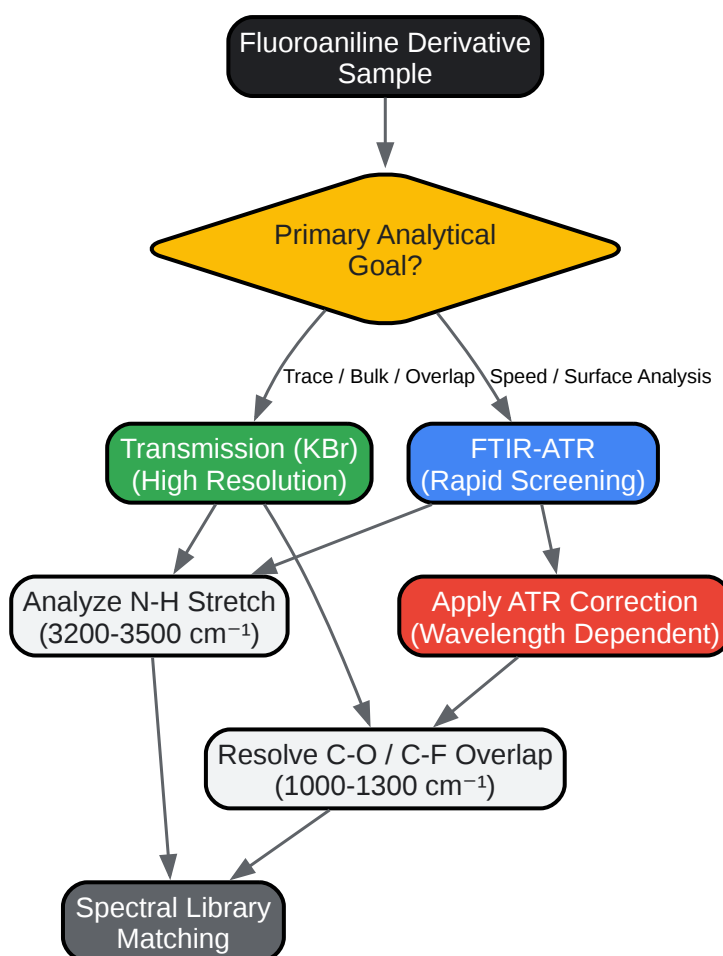 Fluoroaniline Derivative
Sample
Primary Analytical
Goal?
Trace / Bulk / Overlap
Speed / Surface Analysis
Transmission (KBr)
(High Resolution)
FTIR-ATR
(Rapid Screening)
Analyze N-H Stretch
(3200-3500 cm⁻¹)
Apply ATR Correction
(Wavelength Dependent)
Resolve C-O / C-F Overlap
(1000-1300 cm⁻¹)
Spectral Library
Matching